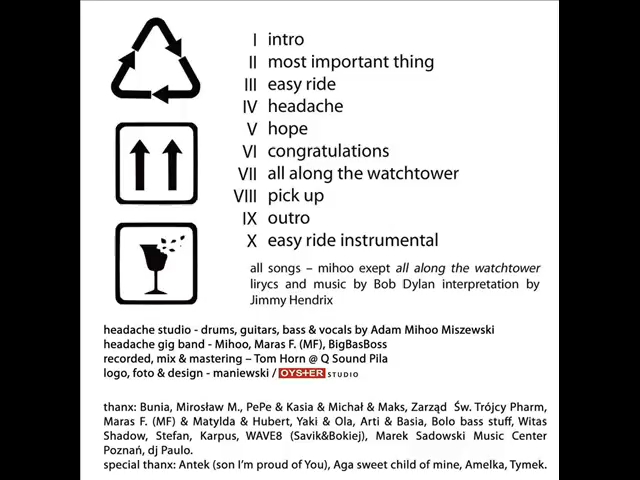 I intro
II most important thing
III easy ride
IV headache
V hope
VI congratulations
VII all along the watchtower
VIII pick up
IX outro
X easy ride instrumental
all songs – mihoo exept all along the watchtower
lirycs and music by Bob Dylan interpretation by
Jimmy Hendrix
headache studio - drums, guitars, bass & vocals by Adam Mihoo Miszewski
headache gig band - Mihoo, Maras F. (MF), BigBasBoss
recorded, mix & mastering – Tom Horn @ Q Sound Pila
logo, foto & design - maniewski / OYSTER STUDIO
thanx: Bunia, Mirosław M., PePe & Kasia & Michał & Maks, Zarząd Św. Trójcy Pharm,
Maras F. (MF) & Matylda & Hubert, Yaki & Ola, Arti & Basia, Bolo bass stuff, Witas
Shadow, Stefan, Karpus, WAVE8 (Savik&Bokiej), Marek Sadowski Music Center
Poznań, dj Paulo.
special thanx: Antek (son I'm proud of You), Aga sweet child of mine, Amelka, Tymek.